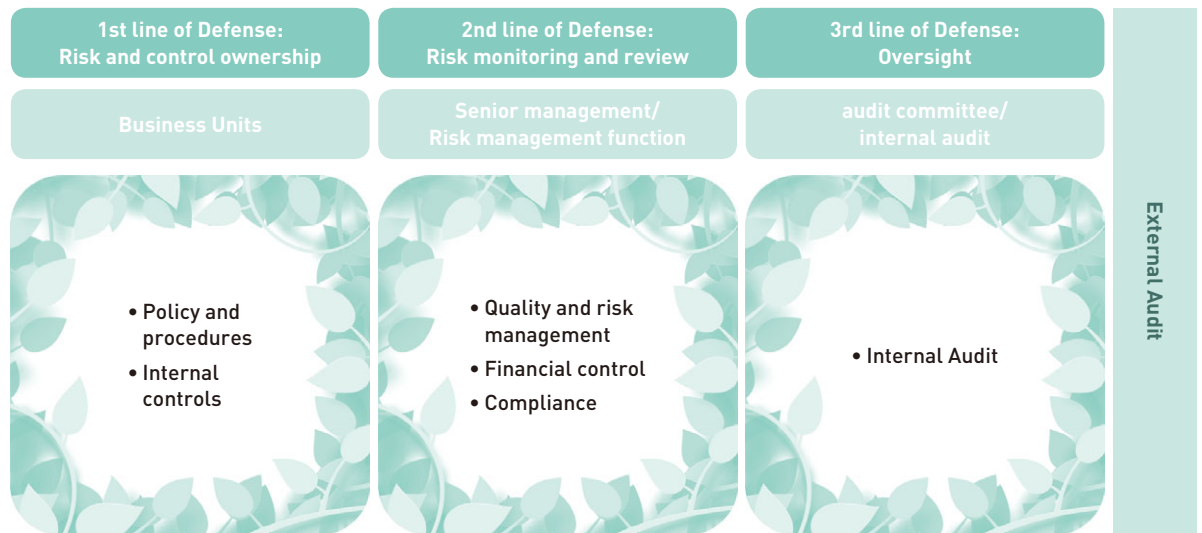 1st line of Defense:
Risk and control ownership
2nd line of Defense:
Risk monitoring and review
3rd line of Defense:
Oversight
Business Units
Senior management/
Risk management function
audit committee/
internal audit
• Policy and
procedures
• Internal
controls
• Quality and risk
management
• Financial control
• Compliance
• Internal Audit
External Audit